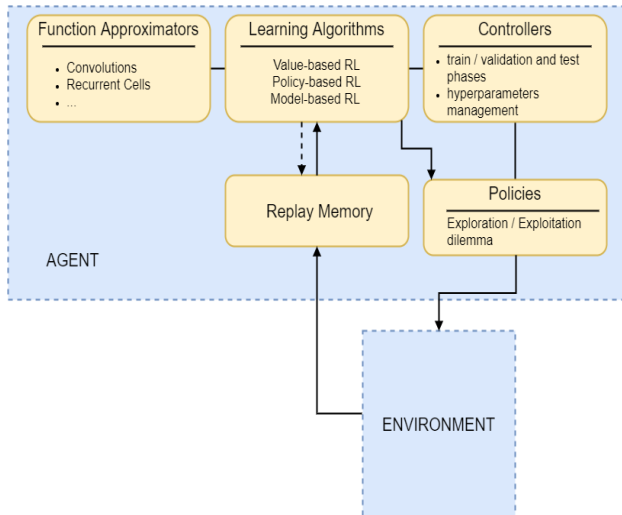 Function Approximators
• Convolutions
• Recurrent Cells
• ...
Learning Algorithms
Value-based RL
Policy-based RL
Model-based RL
Controllers
• train / validation and test
phases
• hyperparameters
management
Replay Memory
Policies
Exploration / Exploitation
dilemma
AGENT
ENVIRONMENT